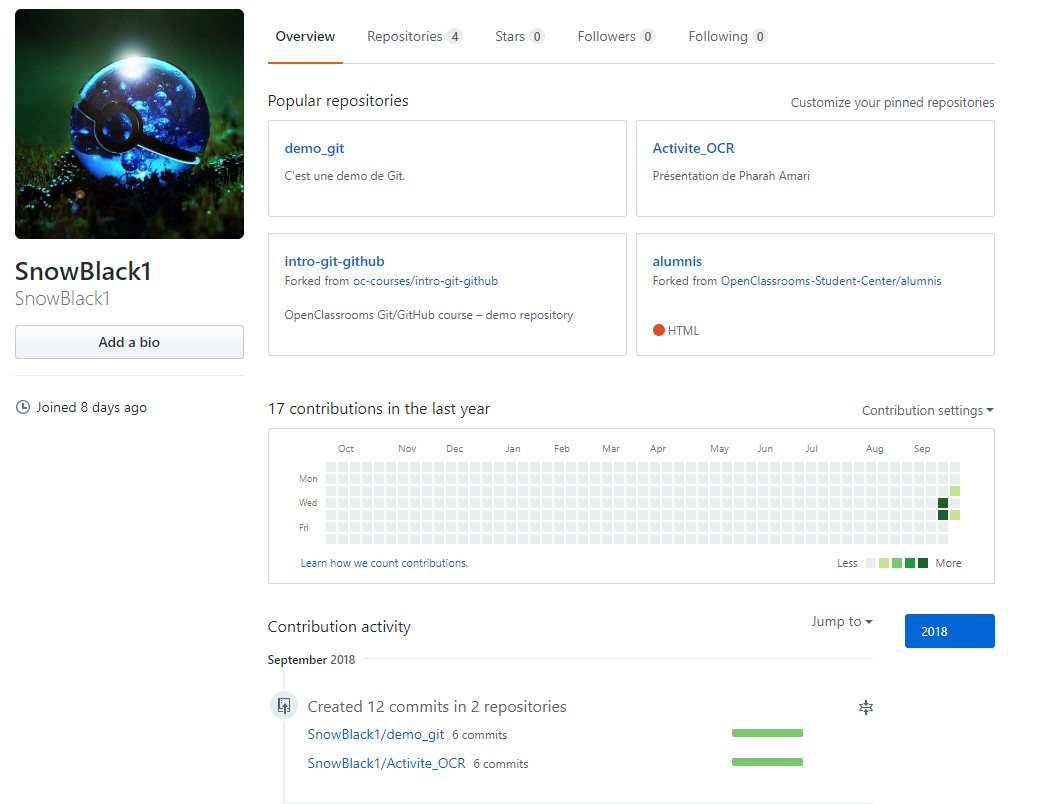 Overview Repositories 4 Stars 0 Followers 0 Following 0
Popular repositories
Customize your pinned repositories
demo_git
C'est une demo de Git.
Activite_OCR
Présentation de Pharah Amari
intro-git-github
Forked from oc-courses/intro-git-github
OpenClassrooms Git/GitHub course – demo repository
alumnis
Forked from OpenClassrooms-Student-Center/alumnis
HTML
SnowBlack1
SnowBlack1
Add a bio
Joined 8 days ago
17 contributions in the last year
Contribution settings
Oct Nov Dec Jan Feb Mar Apr May Jun Jul Aug Sep
Mon
Wed
Fri
Learn how we count contributions.
Less More
Contribution activity
Jump to
2018
September 2018
Created 12 commits in 2 repositories
SnowBlack1/demo_git 6 commits
SnowBlack1/Activite_OCR 6 commits